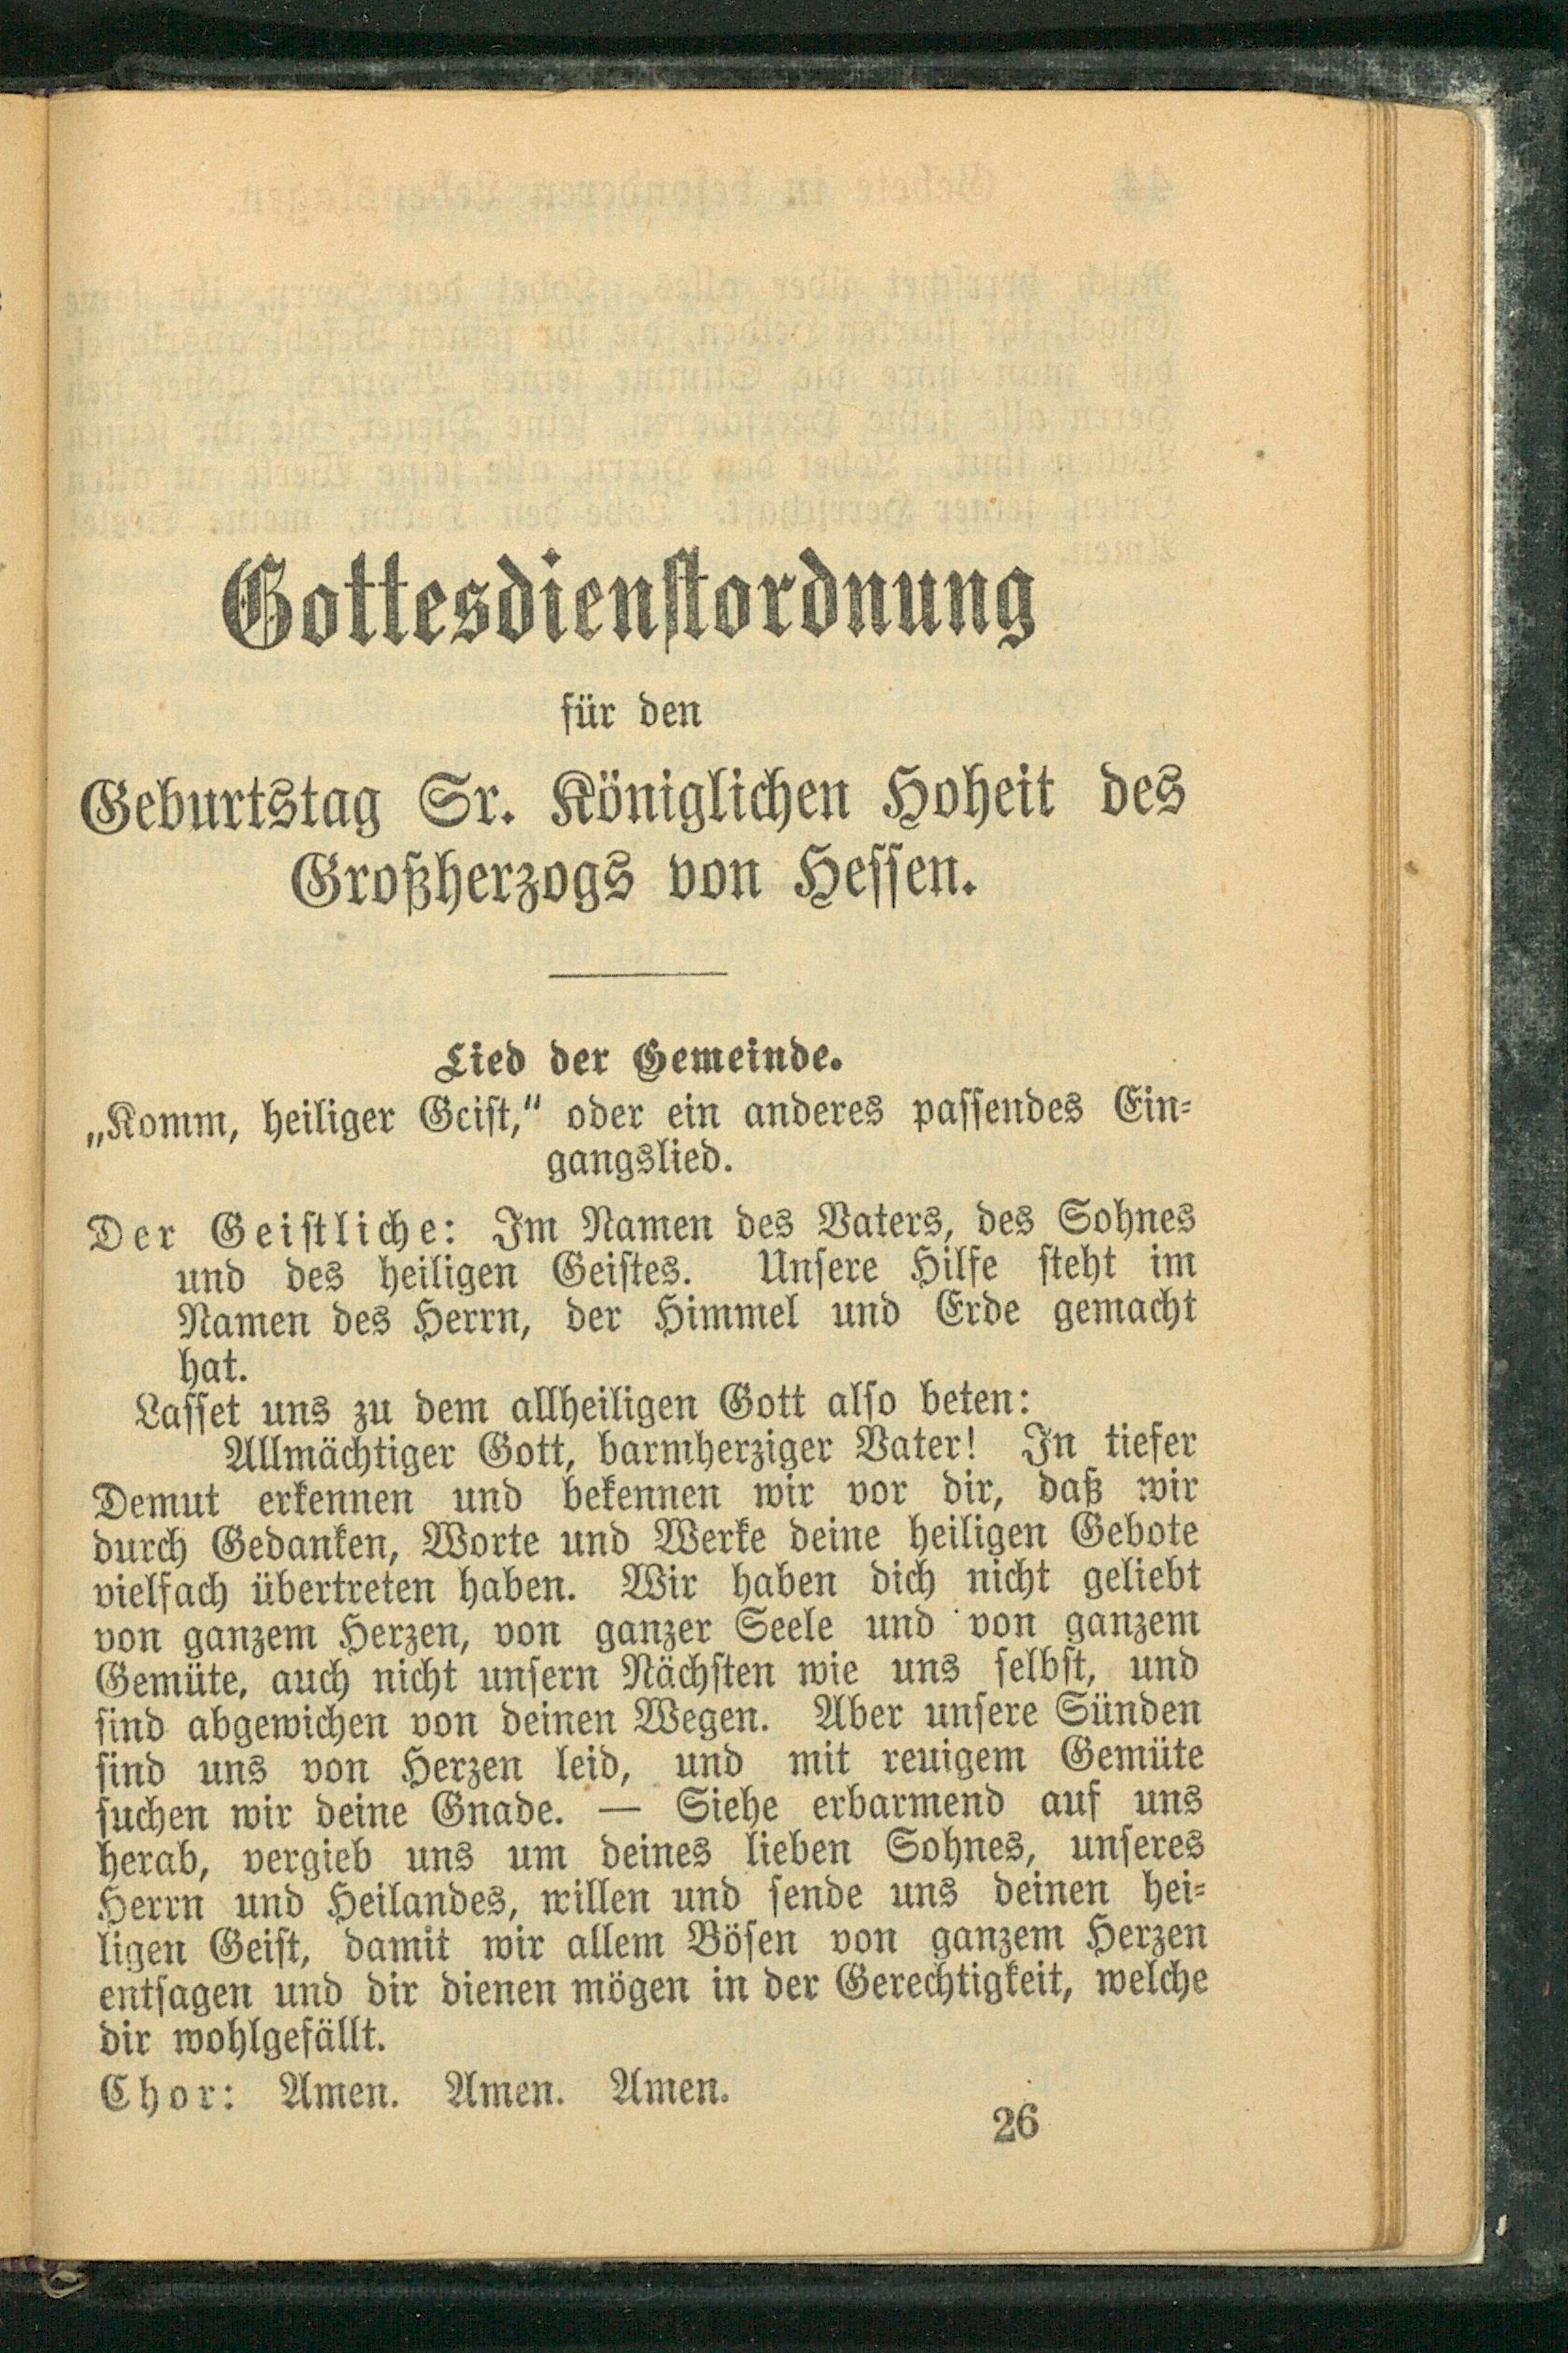 Gottesdienstordnung
für den
Geburtstag Sr. Königlichen Hoheit des
Großherzogs von Hessen.
Lied der Gemeinde.
„Komm, heiliger Geist,“ oder ein anderes passendes Ein-
gangslied.
Der Geistliche: Im Namen des Vaters, des Sohnes
und des heiligen Geistes. Unsere Hilfe steht im
Namen des Herrn, der Himmel und Erde gemacht
hat.
Lasset uns zu dem allheiligen Gott also beten:
Allmächtiger Gott, barmherziger Vater! In tiefer
Demut erkennen und bekennen wir vor dir, daß wir
durch Gedanken, Worte und Werke deine heiligen Gebote
vielfach übertreten haben. Wir haben dich nicht geliebt
von ganzem Herzen, von ganzer Seele und von ganzem
Gemüte, auch nicht unsern Nächsten wie uns selbst, und
sind abgewichen von deinen Wegen. Aber unsere Sünden
sind uns von Herzen leid, und mit reuigem Gemüte
suchen wir deine Gnade. — Siehe erbarmend auf uns
herab, vergieb uns um deines lieben Sohnes, unseres
Herrn und Heilandes, willen und sende uns deinen hei-
ligen Geist, damit wir allem Bösen von ganzem Herzen
entsagen und dir dienen mögen in der Gerechtigkeit, welche
dir wohlgefällt.
Chor: Amen. Amen. Amen.
26